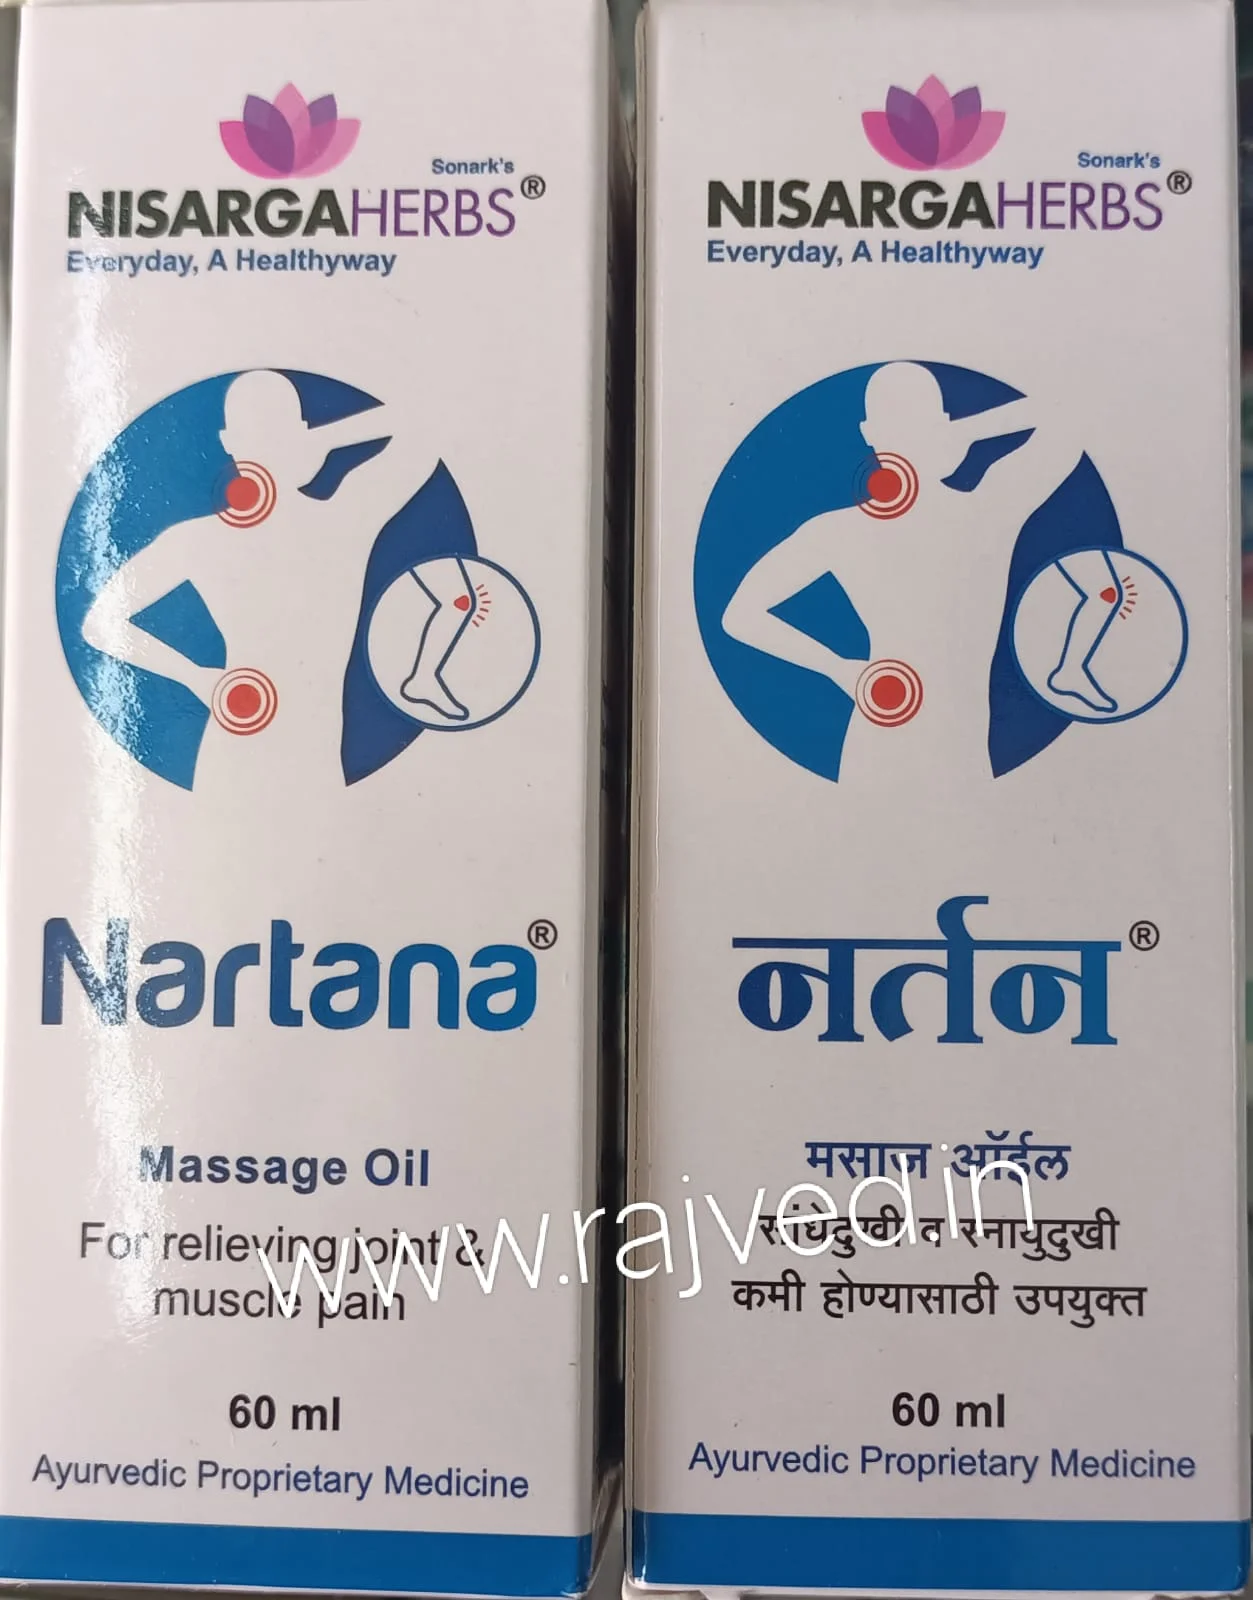 Sonark's
NISARGAHERBS®
Everyday, A Healthyway
Nartana®
Massage Oil
For relieving joint &
muscle pain
60 ml
Ayurvedic Proprietary Medicine
Sonark's
NISARGAHERBS®
Everyday, A Healthyway
नर्तन®
मसाज ऑईल
सांधेदुखी व स्नायुदुखी
कमी होण्यासाठी उपयुक्त
60 ml
Ayurvedic Proprietary Medicine
www.rajved.in